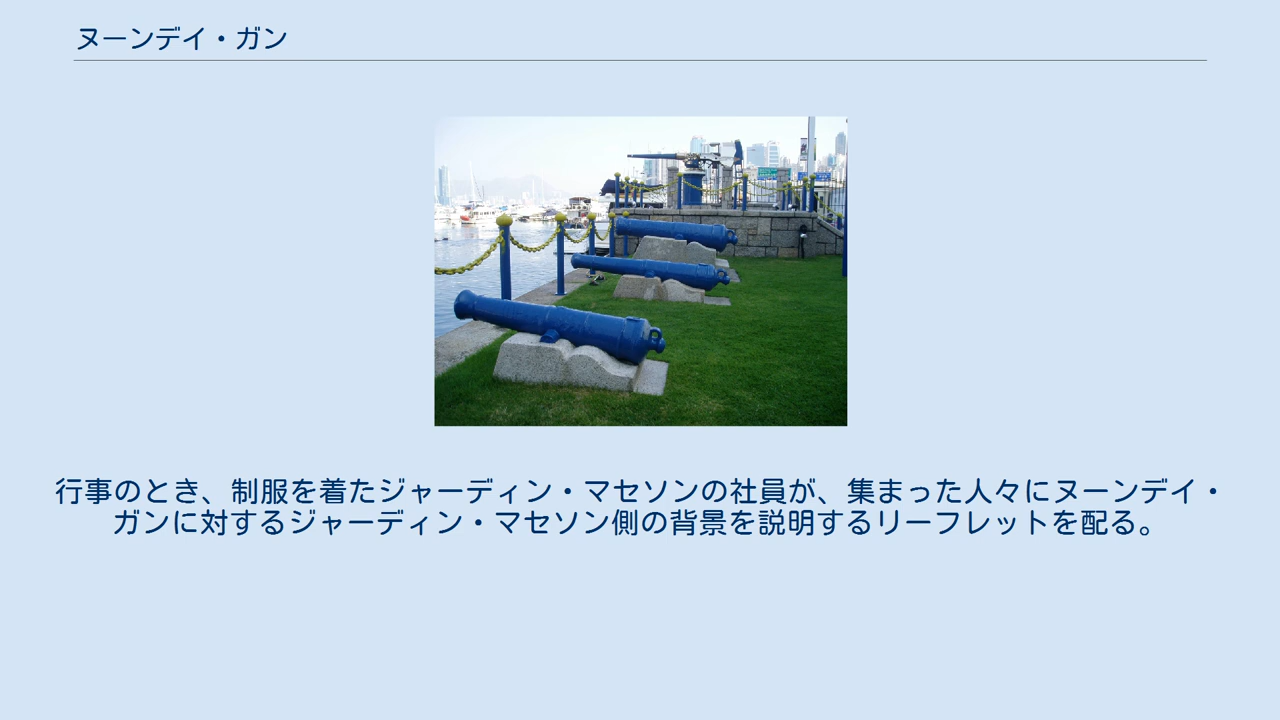 ヌーンデイ・ガン
行事のとき、制服を着たジャーディン・マセソンの社員が、集まった人々にヌーンデイ・
ガンに対するジャーディン・マセソン側の背景を説明するリーフレットを配る。